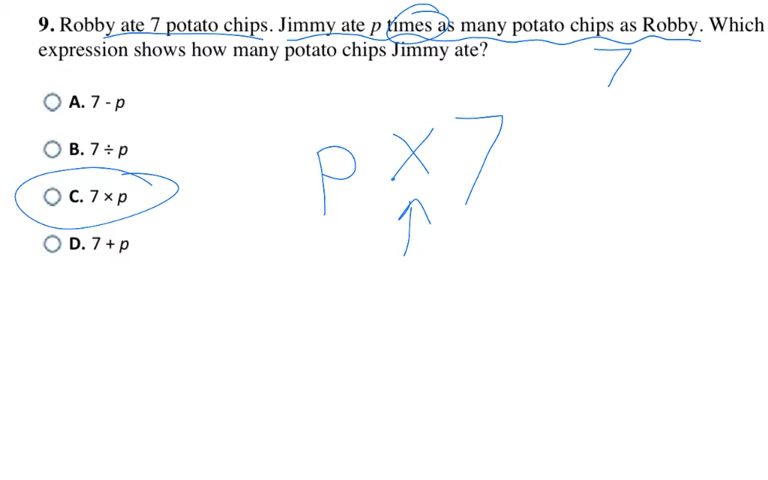 9. Robby ate 7 potato chips. Jimmy ate p times as many potato chips as Robby. Which
expression shows how many potato chips Jimmy ate?
7
A. 7 - p
B. 7 ÷ p
C. 7 × p
D. 7 + p
p × 7